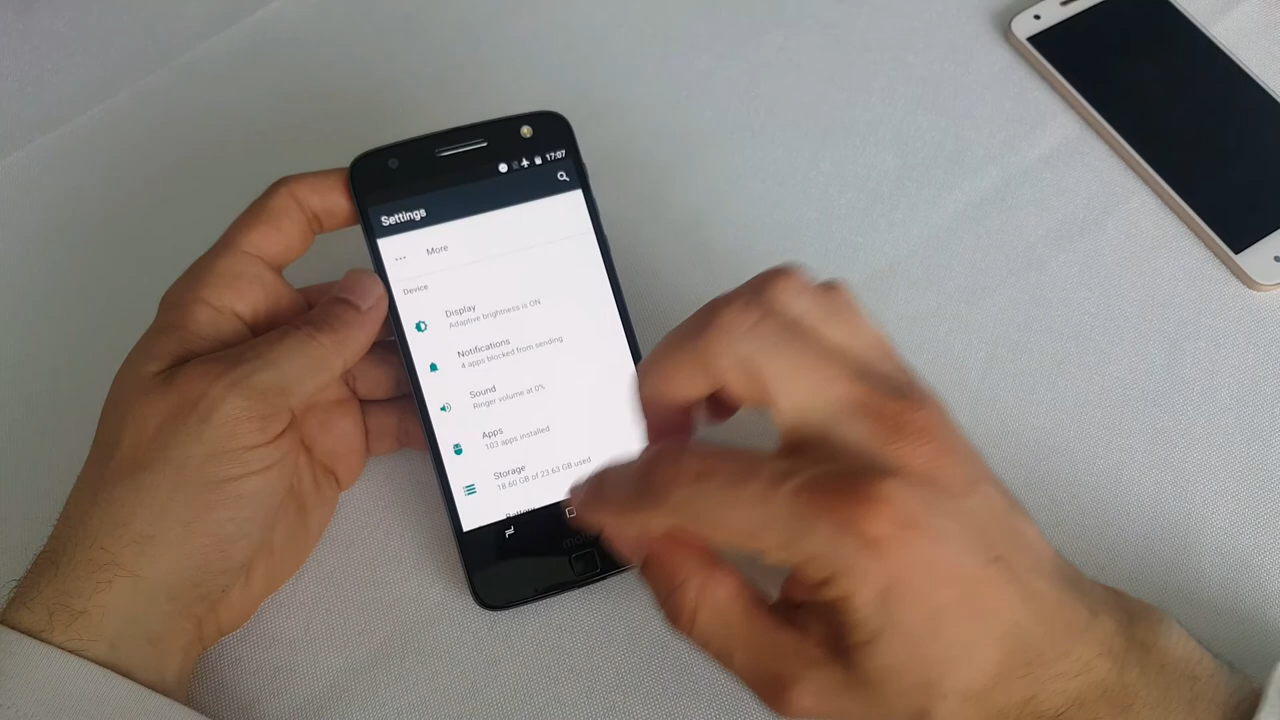 17:07
Settings
More
Device
Display
Adaptive brightness is ON
Notifications
4 apps blocked from sending
Sound
Ringer volume at 0%
Apps
103 apps installed
Storage
18.60 GB of 23.63 GB used
Battery